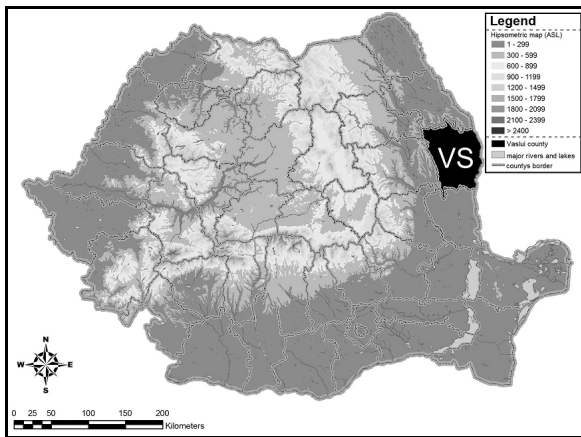 Legend
Hipsometric map (ASL)
1 - 299
300 - 599
600 - 899
900 - 1199
1200 - 1499
1500 - 1799
1800 - 2099
2100 - 2399
> 2400
Vaslui county
major rivers and lakes
countys border
VS
N
W E
S
0 25 50 100 150 200
Kilometers